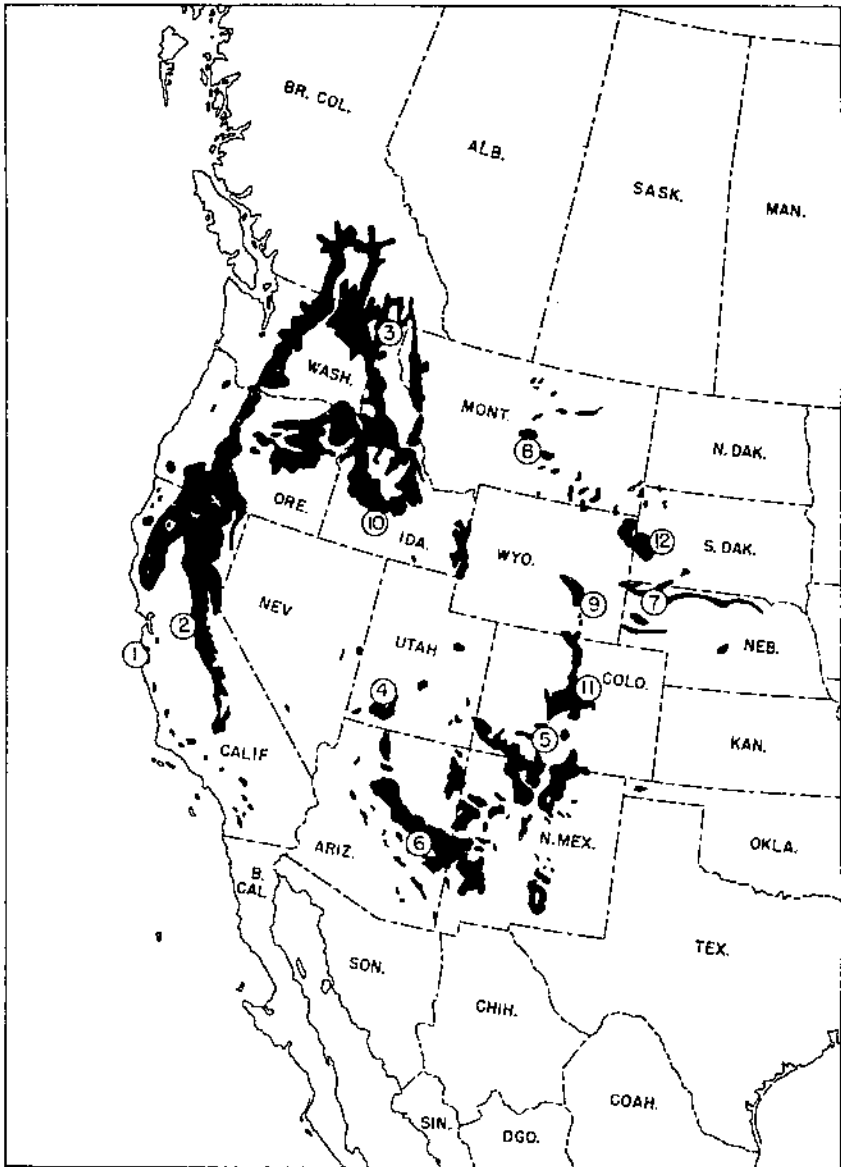 BR. COL.
ALB.
SASK.
MAN.
3
WASH.
MONT.
8
N. DAK.
ORE.
10
IDA.
WYO.
12
S. DAK.
9
7
NEV
2
1
UTAH
NEB.
4
11
COLO.
5
KAN.
CALIF
ARIZ.
6
N. MEX.
OKLA.
B.
CAL.
TEX.
SON.
CHIH.
COAH.
SIN.
DGO.